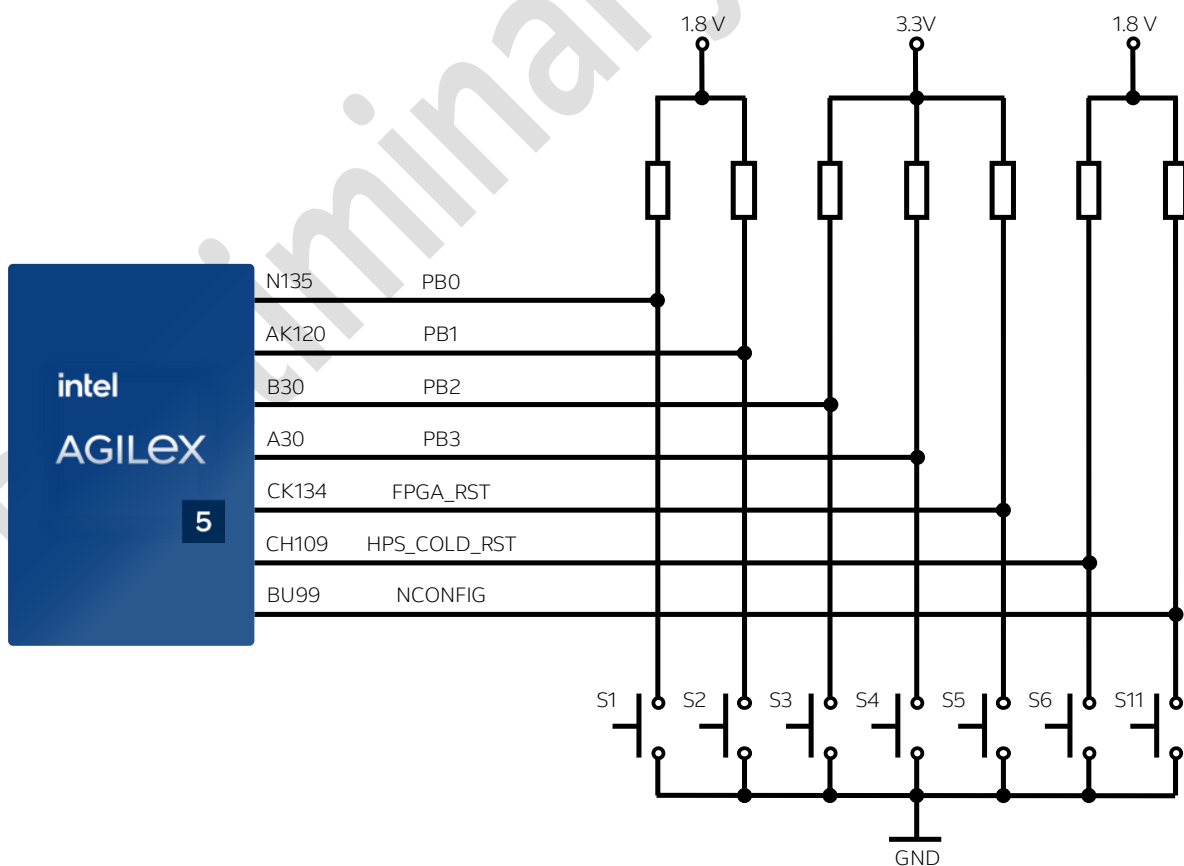 1.8 V 3.3V 1.8 V
N135 PB0
AK120 PB1
intel
B30 PB2
AGILEX
A30 PB3
CK134 FPGA_RST
5
CH109 HPS_COLD_RST
BU99 NCONFIG
S1 S2 S3 S4 S5 S6 S11
GND